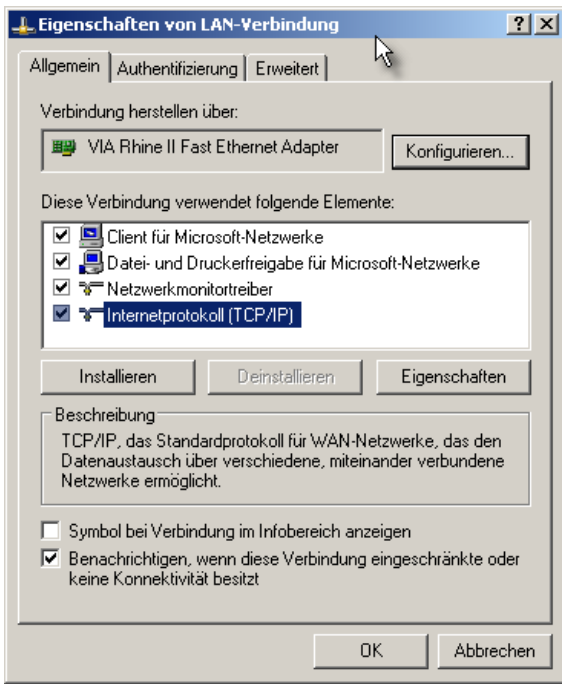 Eigenschaften von LAN-Verbindung
Allgemein
Authentifizierung
Erweitert
Verbindung herstellen über:
VIA Rhine II Fast Ethernet Adapter
Konfigurieren...
Diese Verbindung verwendet folgende Elemente:
Client für Microsoft-Netzwerke
Datei- und Druckerfreigabe für Microsoft-Netzwerke
Netzwerkmonitortreiber
Internetprotokoll (TCP/IP)
Installieren
Deinstallieren
Eigenschaften
Beschreibung
TCP/IP, das Standardprotokoll für WAN-Netzwerke, das den
Datenaustausch über verschiedene, miteinander verbundene
Netzwerke ermöglicht.
Symbol bei Verbindung im Infobereich anzeigen
Benachrichtigen, wenn diese Verbindung eingeschränkte oder
keine Konnektivität besitzt
OK
Abbrechen